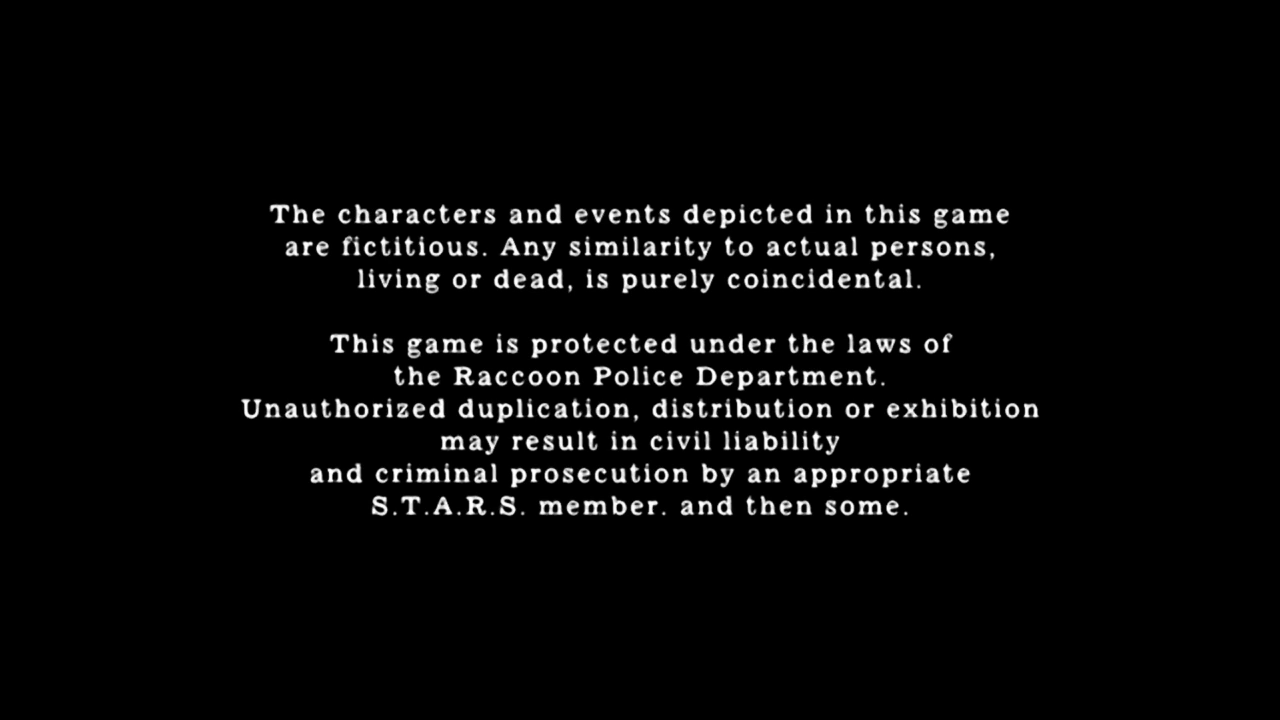 The characters and events depicted in this game
are fictitious. Any similarity to actual persons,
living or dead, is purely coincidental.
This game is protected under the laws of
the Raccoon Police Department.
Unauthorized duplication, distribution or exhibition
may result in civil liability
and criminal prosecution by an appropriate
S.T.A.R.S. member. and then some.